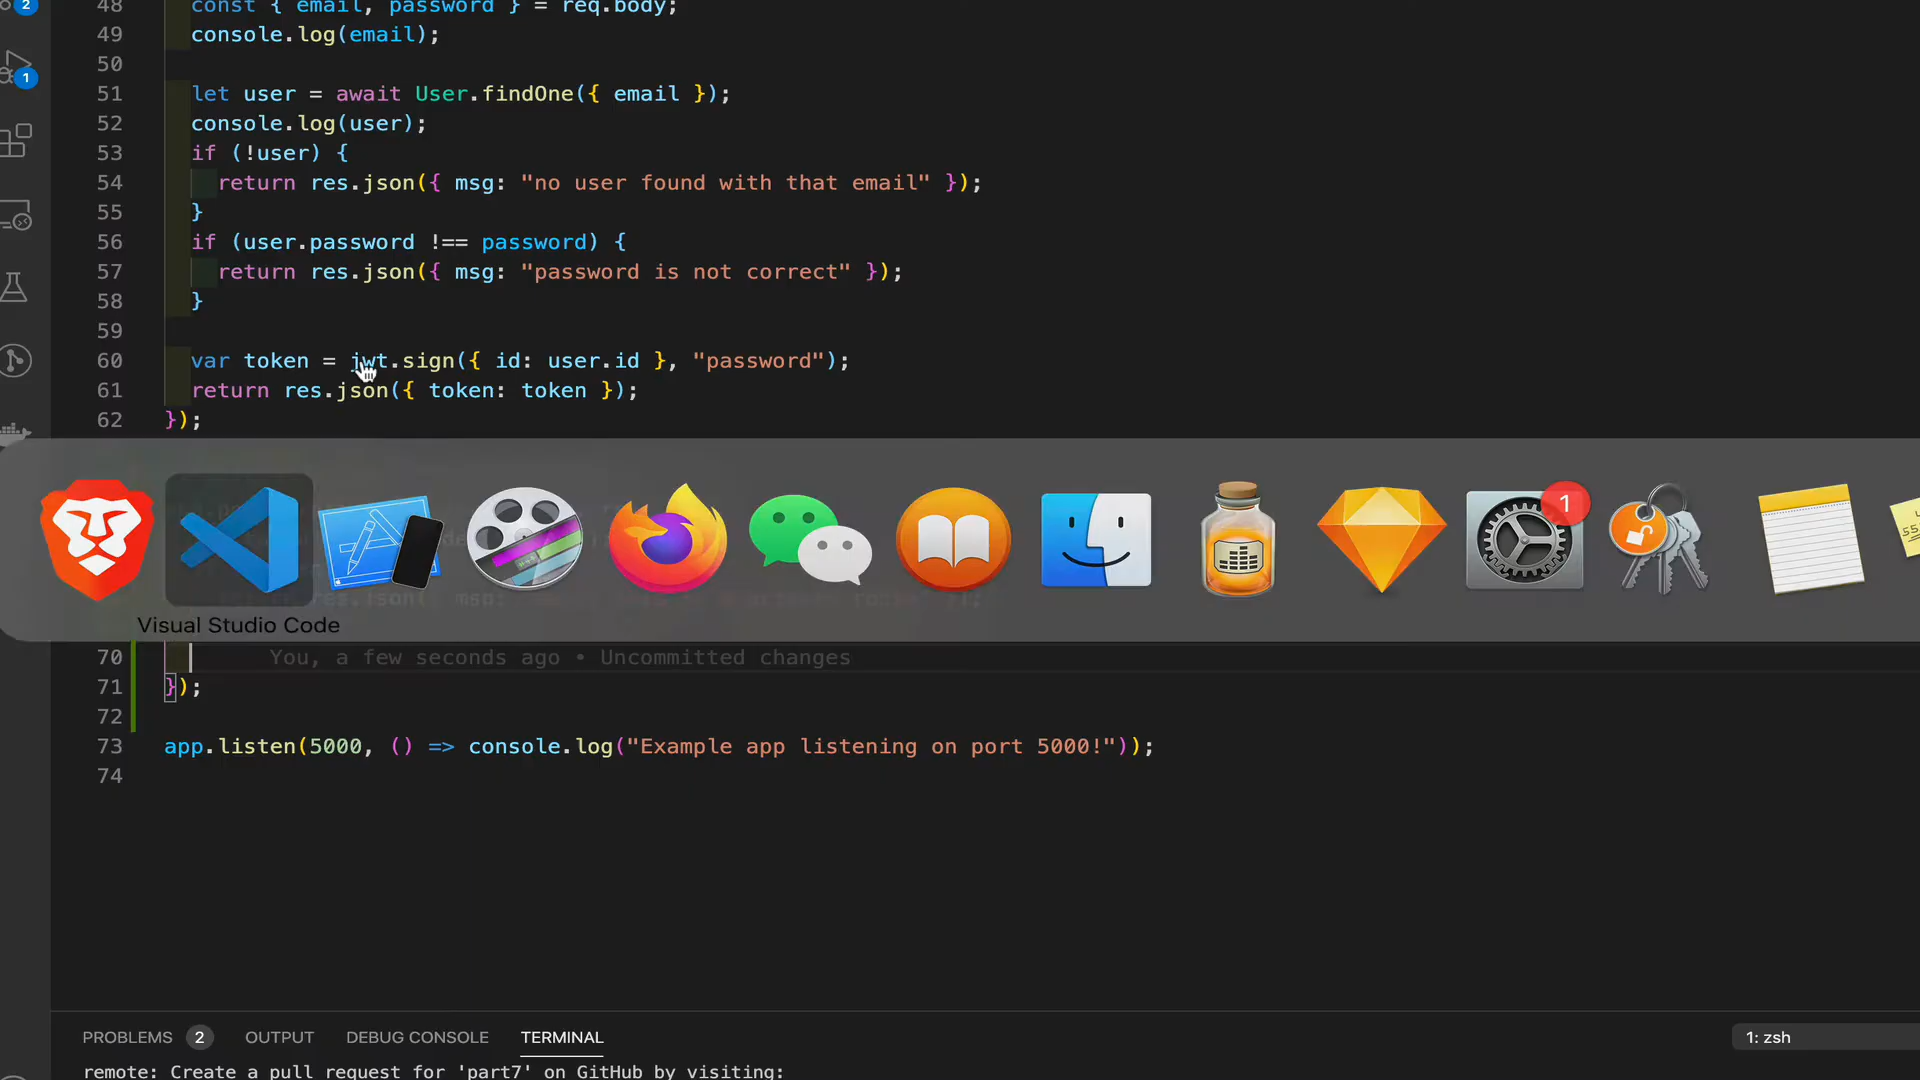 2
48 const { email, password } = req.body;
49 console.log(email);
1
50
51 let user = await User.findOne({ email });
52 console.log(user);
53 if (!user) {
54 return res.json({ msg: "no user found with that email" });
55 }
56 if (user.password !== password) {
57 return res.json({ msg: "password is not correct" });
58 }
59
60 var token = jwt.sign({ id: user.id }, "password");
61 return res.json({ token: token });
62 });
1
Visual Studio Code
70 You, a few seconds ago • Uncommitted changes
71 });
72
73 app.listen(5000, () => console.log("Example app listening on port 5000!"));
74
PROBLEMS 2 OUTPUT DEBUG CONSOLE TERMINAL 1: zsh
remote: Create a pull request for 'part7' on GitHub by visiting: